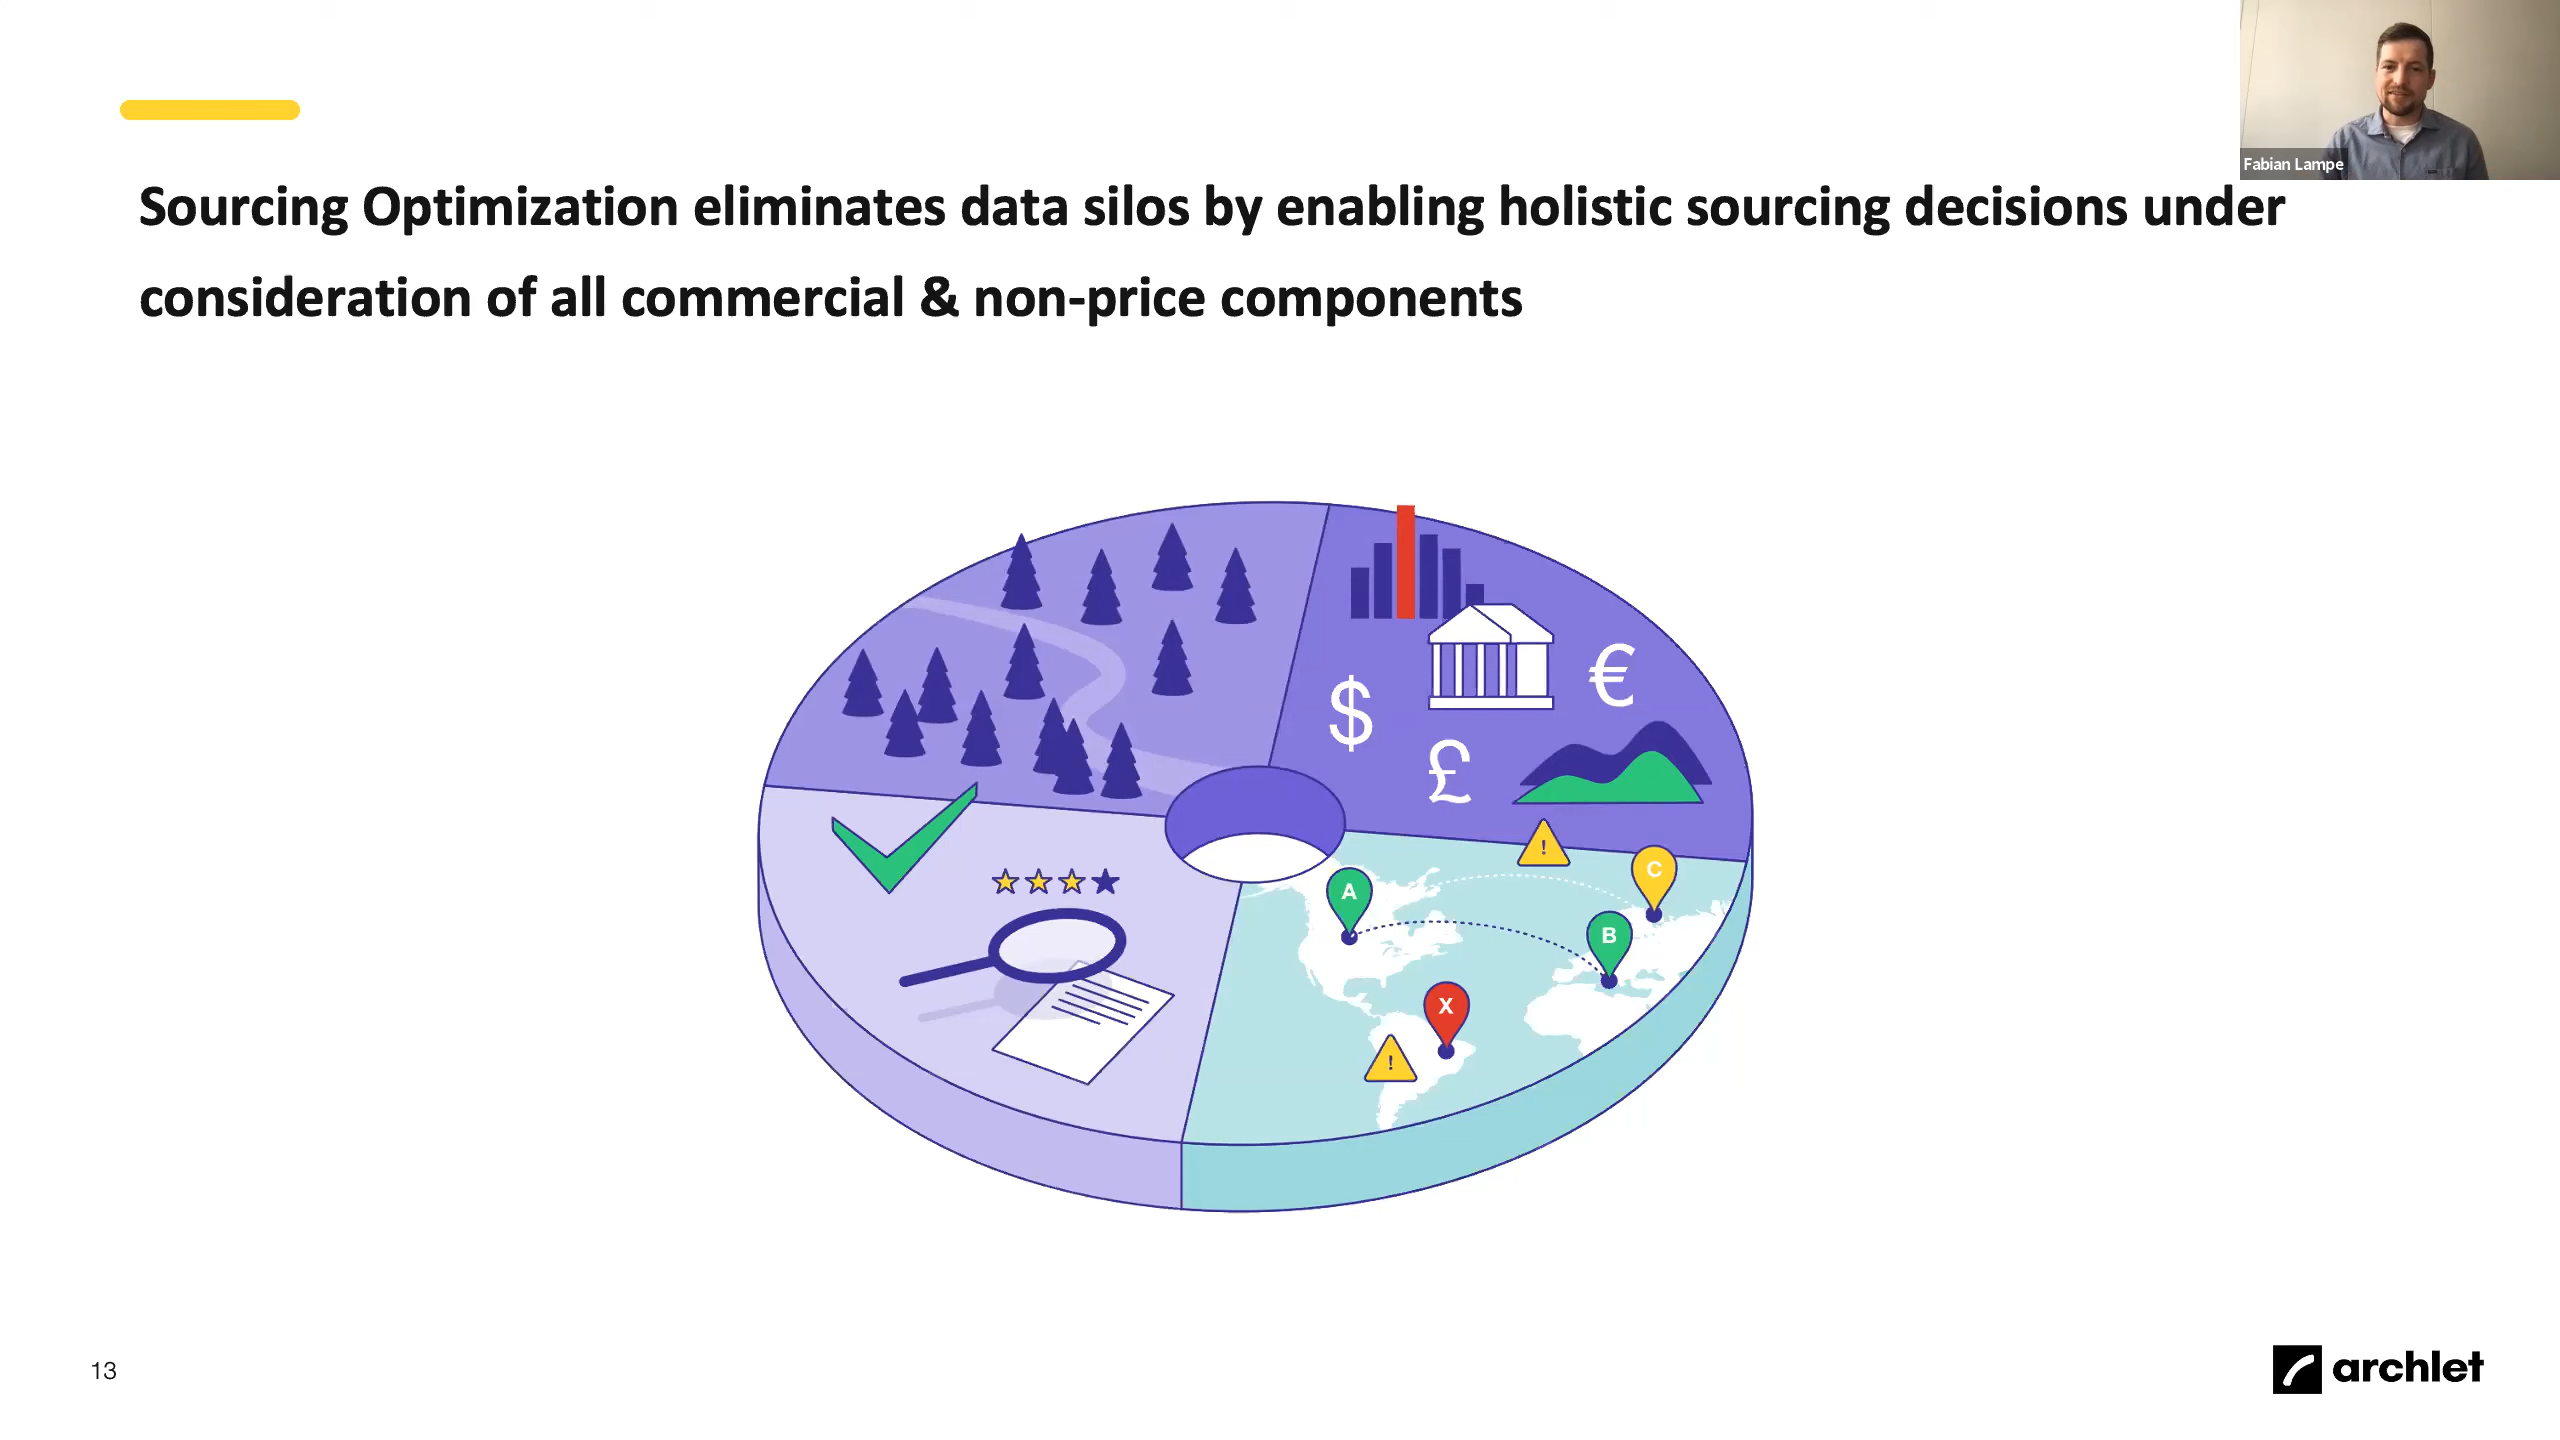 Fabian Lampe
Sourcing Optimization eliminates data silos by enabling holistic sourcing decisions under
consideration of all commercial & non-price components
$
€
£
!
C
A
B
X
!
13
archlet